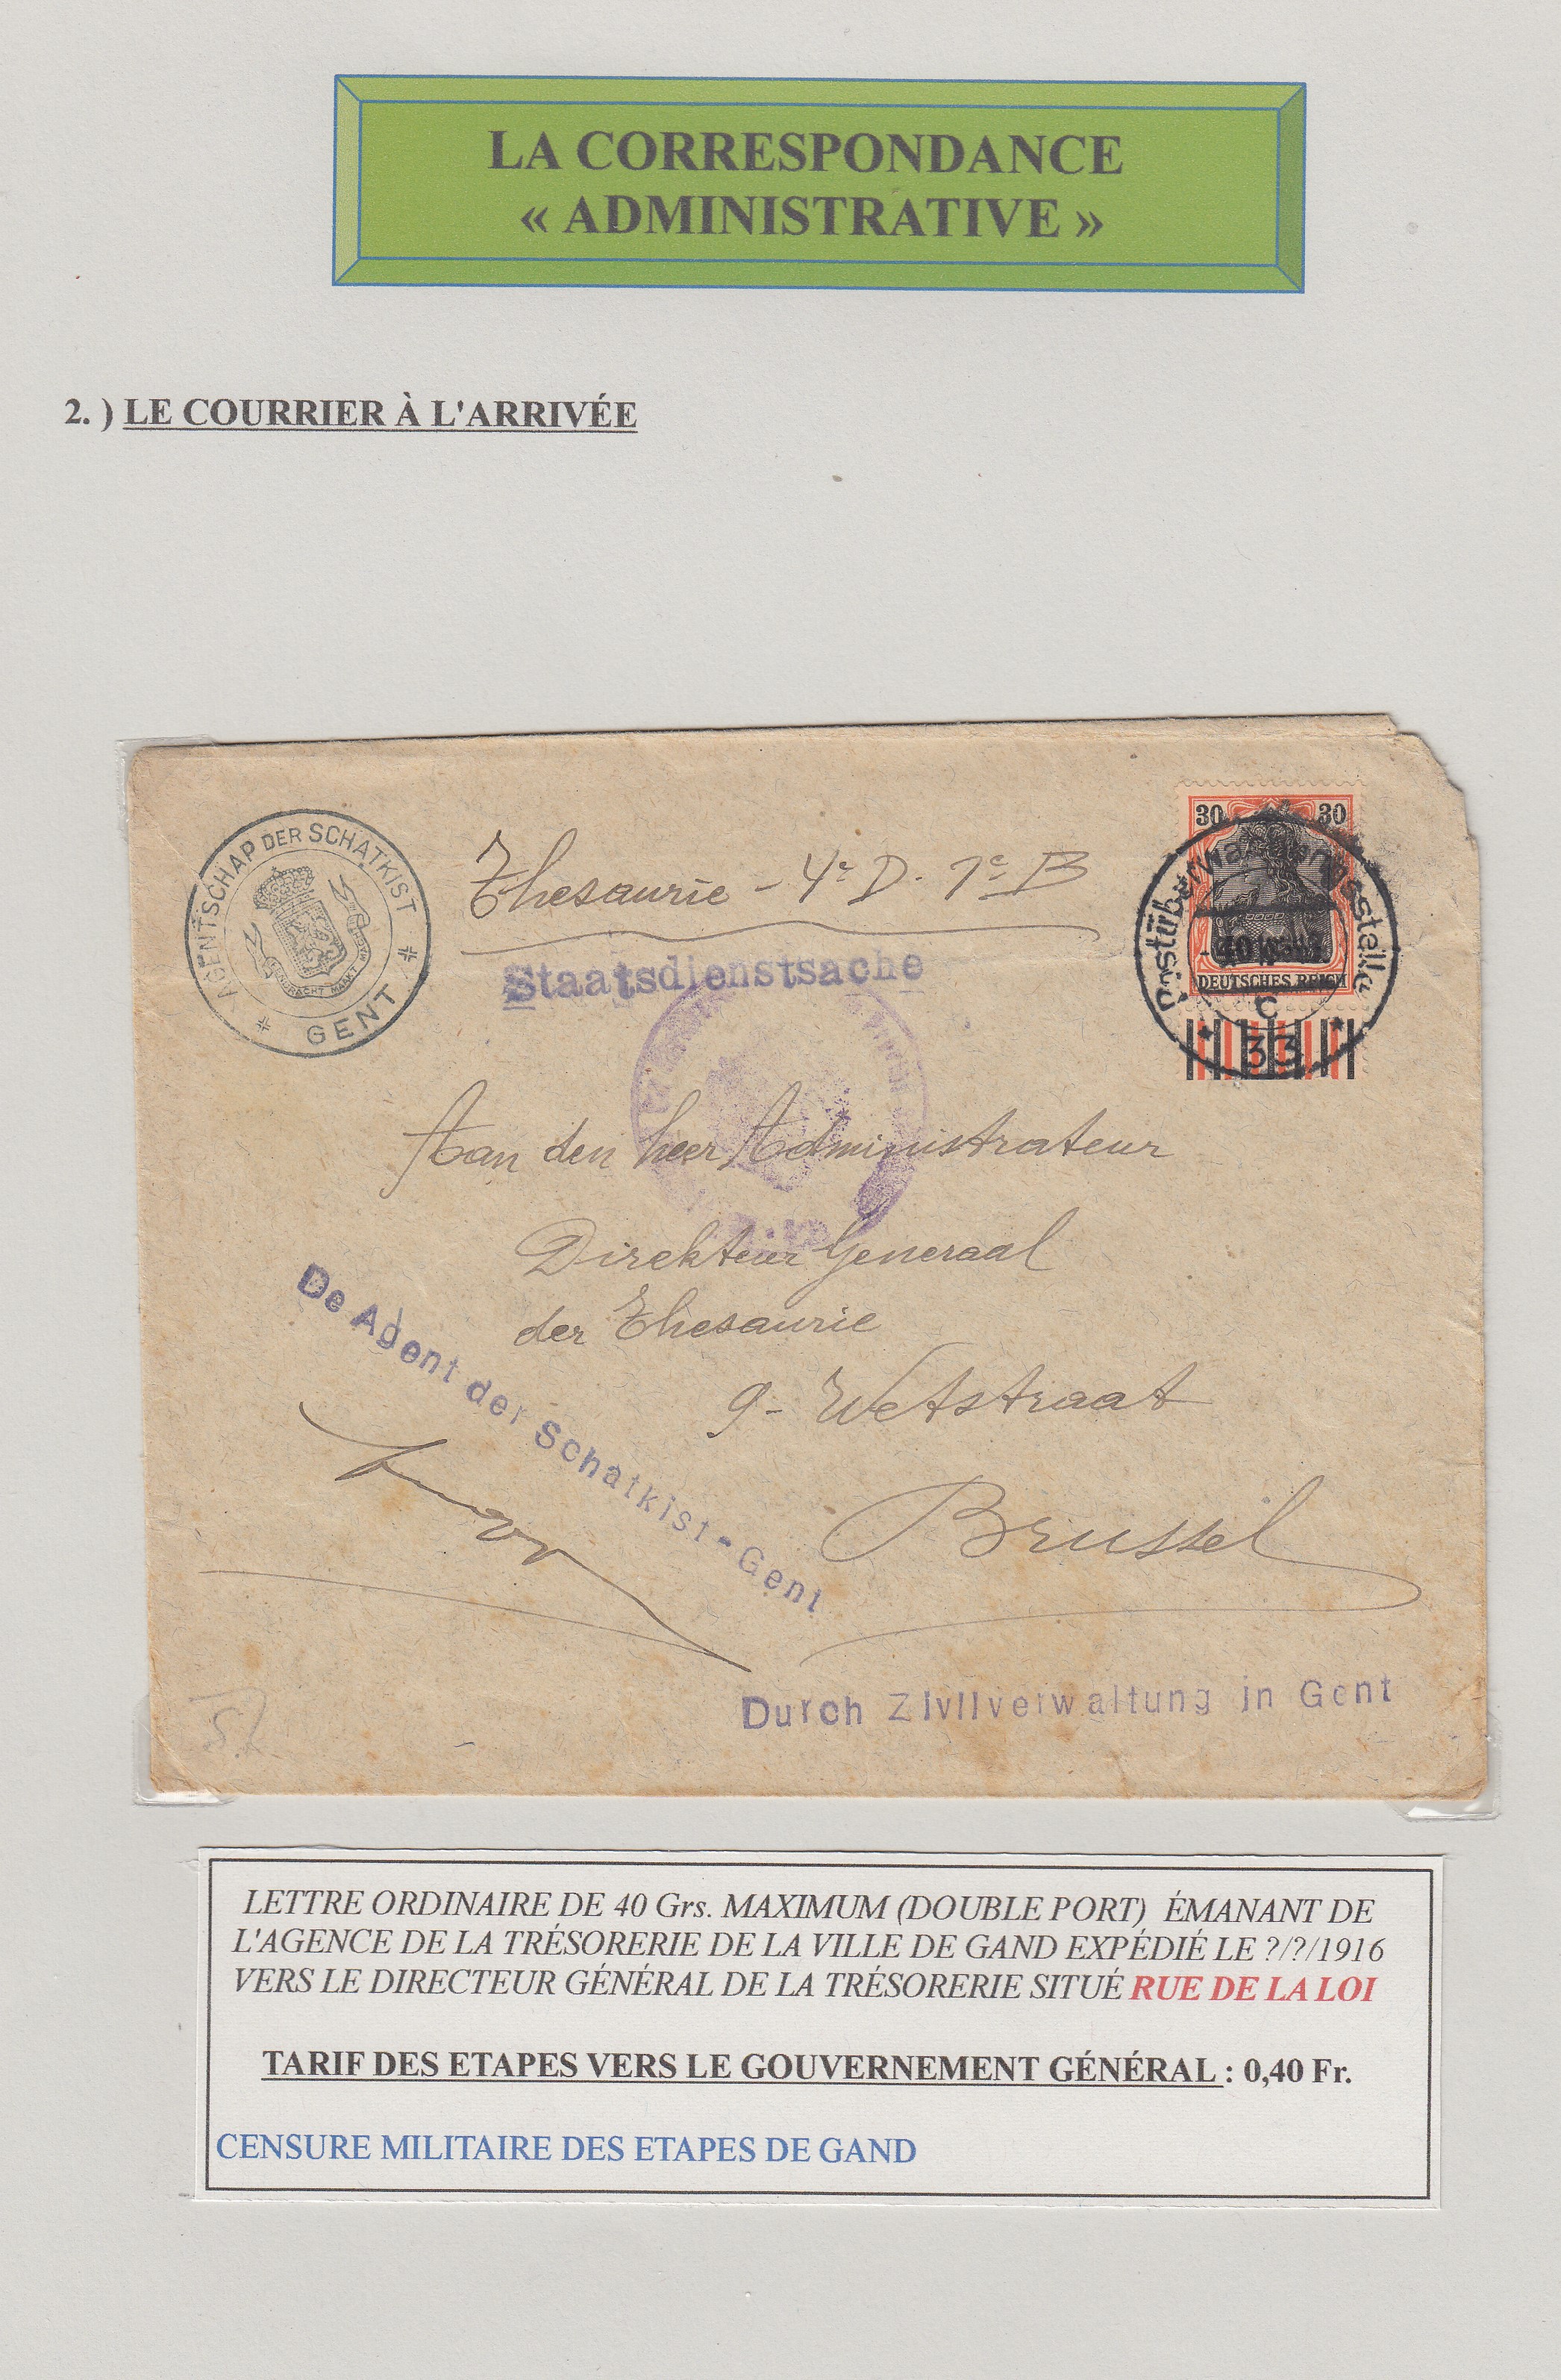 LA CORRESPONDANCE
« ADMINISTRATIVE »
2. ) LE COURRIER À L'ARRIVÉE
AGENTSCHAP DER SCHATKIST
GENT
Thesaurie - 4e D. 1e B
Staatsdienstsache
30 30
DEUTSCHES REICH
Postüberwachungsstelle
C
33
Aan den heer Administrateur
Direkteur Generaal
der Thesaurie
9 - Wetstraat
Brussel
De Agent der Schatkist - Gent
Durch Zivilverwaltung in Gent
LETTRE ORDINAIRE DE 40 Grs. MAXIMUM (DOUBLE PORT) ÉMANANT DE
L'AGENCE DE LA TRÉSORERIE DE LA VILLE DE GAND EXPÉDIÉ LE ?/?/1916
VERS LE DIRECTEUR GÉNÉRAL DE LA TRÉSORERIE SITUÉ RUE DE LA LOI
TARIF DES ETAPES VERS LE GOUVERNEMENT GÉNÉRAL : 0,40 Fr.
CENSURE MILITAIRE DES ETAPES DE GAND